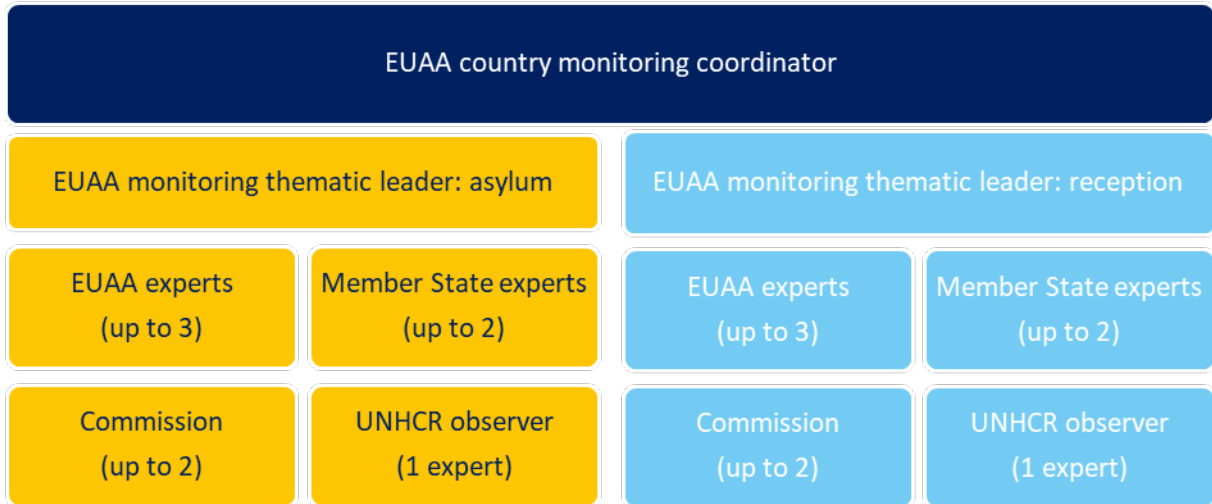 EUAA country monitoring coordinator
EUAA monitoring thematic leader: asylum
EUAA monitoring thematic leader: reception
EUAA experts
(up to 3)
Member State experts
(up to 2)
EUAA experts
(up to 3)
Member State experts
(up to 2)
Commission
(up to 2)
UNHCR observer
(1 expert)
Commission
(up to 2)
UNHCR observer
(1 expert)